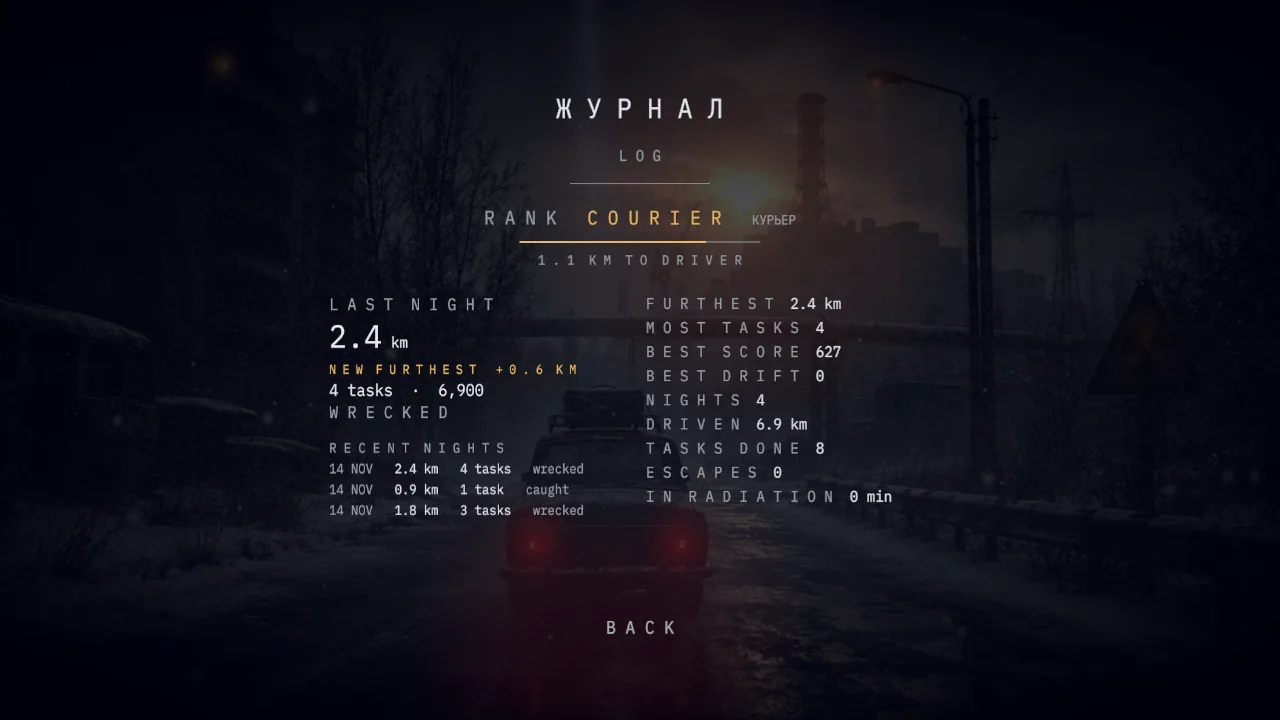 ЖУРНАЛ
LOG
RANK COURIER КУРЬЕР
1.1 KM TO DRIVER
LAST NIGHT
2.4 km
NEW FURTHEST +0.6 KM
4 tasks · 6,900
WRECKED
RECENT NIGHTS
14 NOV 2.4 km 4 tasks wrecked
14 NOV 0.9 km 1 task caught
14 NOV 1.8 km 3 tasks wrecked
FURTHEST 2.4 km
MOST TASKS 4
BEST SCORE 627
BEST DRIFT 0
NIGHTS 4
DRIVEN 6.9 km
TASKS DONE 8
ESCAPES 0
IN RADIATION 0 min
BACK